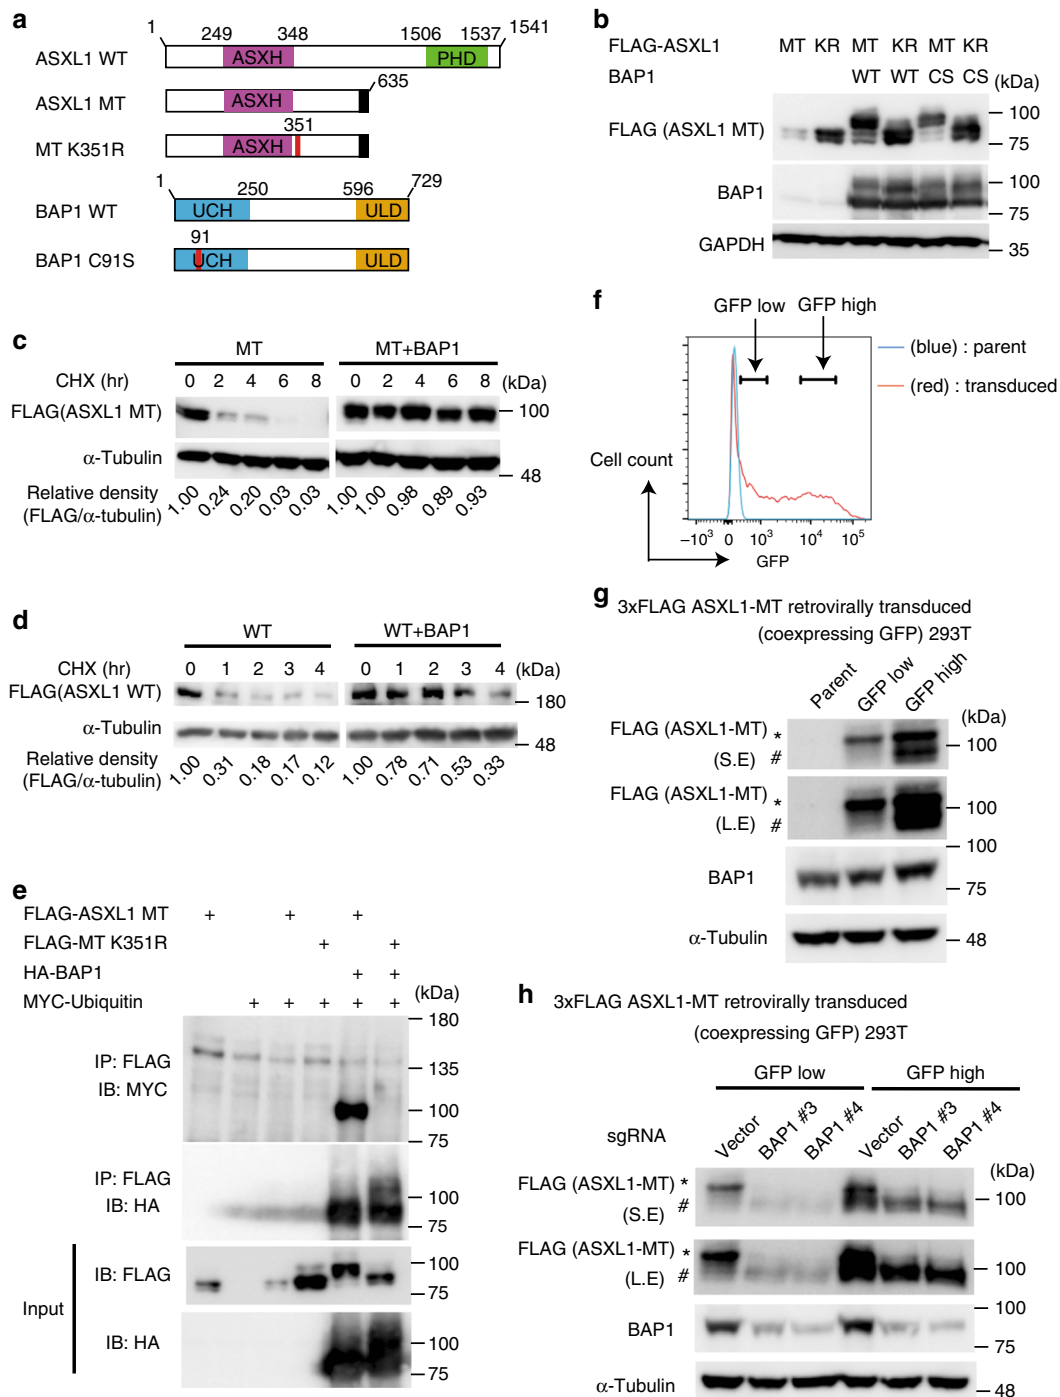 a
1 249 348 1506 1537 1541
ASXL1 WT ASXH PHD
635
ASXL1 MT ASXH
351
MT K351R ASXH
1 250 596 729
BAP1 WT UCH ULD
91
BAP1 C91S UCH ULD
b
FLAG-ASXL1 MT KR MT KR MT KR
BAP1 WT WT CS CS (kDa)
FLAG (ASXL1 MT) 100
75
BAP1 100
75
GAPDH 35
c
MT MT+BAP1
CHX (hr) 0 2 4 6 8 0 2 4 6 8 (kDa)
FLAG(ASXL1 MT) 100
α-Tubulin
48
Relative density
(FLAG/α-tubulin) 1.00 0.24 0.20 0.03 0.03 1.00 1.00 0.98 0.89 0.93
d
WT WT+BAP1
CHX (hr) 0 1 2 3 4 0 1 2 3 4 (kDa)
FLAG(ASXL1 WT) 180
α-Tubulin
48
Relative density
(FLAG/α-tubulin) 1.00 0.31 0.18 0.17 0.12 1.00 0.78 0.71 0.53 0.33
e
FLAG-ASXL1 MT + + +
FLAG-MT K351R + +
HA-BAP1 + +
MYC-Ubiquitin + + + + +
(kDa)
180
IP: FLAG
IB: MYC
135
100
75
IP: FLAG
IB: HA
100
75
Input
IB: FLAG
100
75
IB: HA
100
75
f
GFP low GFP high
(blue) : parent
(red) : transduced
Cell count
−10³ 0 10³ 10⁴ 10⁵
GFP
g
3xFLAG ASXL1-MT retrovirally transduced
(coexpressing GFP) 293T
Parent GFP low GFP high
(kDa)
FLAG (ASXL1-MT) *
(S.E) #
100
FLAG (ASXL1-MT) *
(L.E) #
100
BAP1
100
75
α-Tubulin 48
h
3xFLAG ASXL1-MT retrovirally transduced
(coexpressing GFP) 293T
GFP low GFP high
sgRNA Vector BAP1 #3 BAP1 #4 Vector BAP1 #3 BAP1 #4
(kDa)
FLAG (ASXL1-MT) *
(S.E) #
100
FLAG (ASXL1-MT) *
(L.E) #
100
BAP1
100
75
α-Tubulin 48